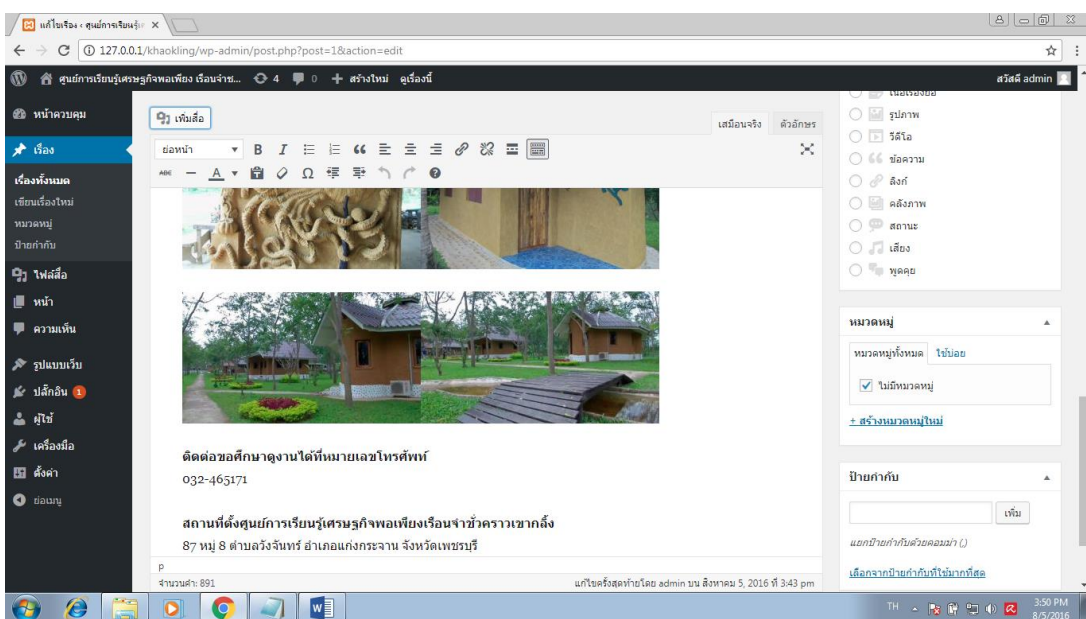 แก้ไขเรื่อง ‹ ศูนย์การเรียนรู้เศ
127.0.0.1/khaokling/wp-admin/post.php?post=1&action=edit
ศูนย์การเรียนรู้เศรษฐกิจพอเพียง เรือนจำช... 4 0 + สร้างใหม่ ดูเรื่องนี้ สวัสดี admin
หน้าควบคุม
เรื่อง
เรื่องทั้งหมด
เขียนเรื่องใหม่
หมวดหมู่
ป้ายกำกับ
ไฟล์สื่อ
หน้า
ความเห็น
รูปแบบเว็บ
ปลั๊กอิน 1
ผู้ใช้
เครื่องมือ
ตั้งค่า
ย่อเมนู
เพิ่มสื่อ
เสมือนจริง ตัวอักษร
ย่อหน้า B I
ABC A Ω
ติดต่อขอศึกษาดูงานได้ที่หมายเลขโทรศัพท์
032-465171
สถานที่ตั้งศูนย์การเรียนรู้เศรษฐกิจพอเพียงเรือนจำชั่วคราวเขากลิ้ง
87 หมู่ 8 ตำบลวังจันทร์ อำเภอแก่งกระจาน จังหวัดเพชรบุรี
p
จำนวนคำ: 891 แก้ไขครั้งสุดท้ายโดย admin บน สิงหาคม 5, 2016 ที่ 3:43 pm
รูปภาพ
วีดีโอ
ข้อความ
ลิงก์
คลังภาพ
สถานะ
เสียง
พูดคุย
หมวดหมู่
หมวดหมู่ทั้งหมด ใช้บ่อย
ไม่มีหมวดหมู่
+ สร้างหมวดหมู่ใหม่
ป้ายกำกับ
เพิ่ม
แยกป้ายกำกับด้วยคอมม่า (,)
เลือกจากป้ายกำกับที่ใช้มากที่สุด
TH 3:50 PM
8/5/2016